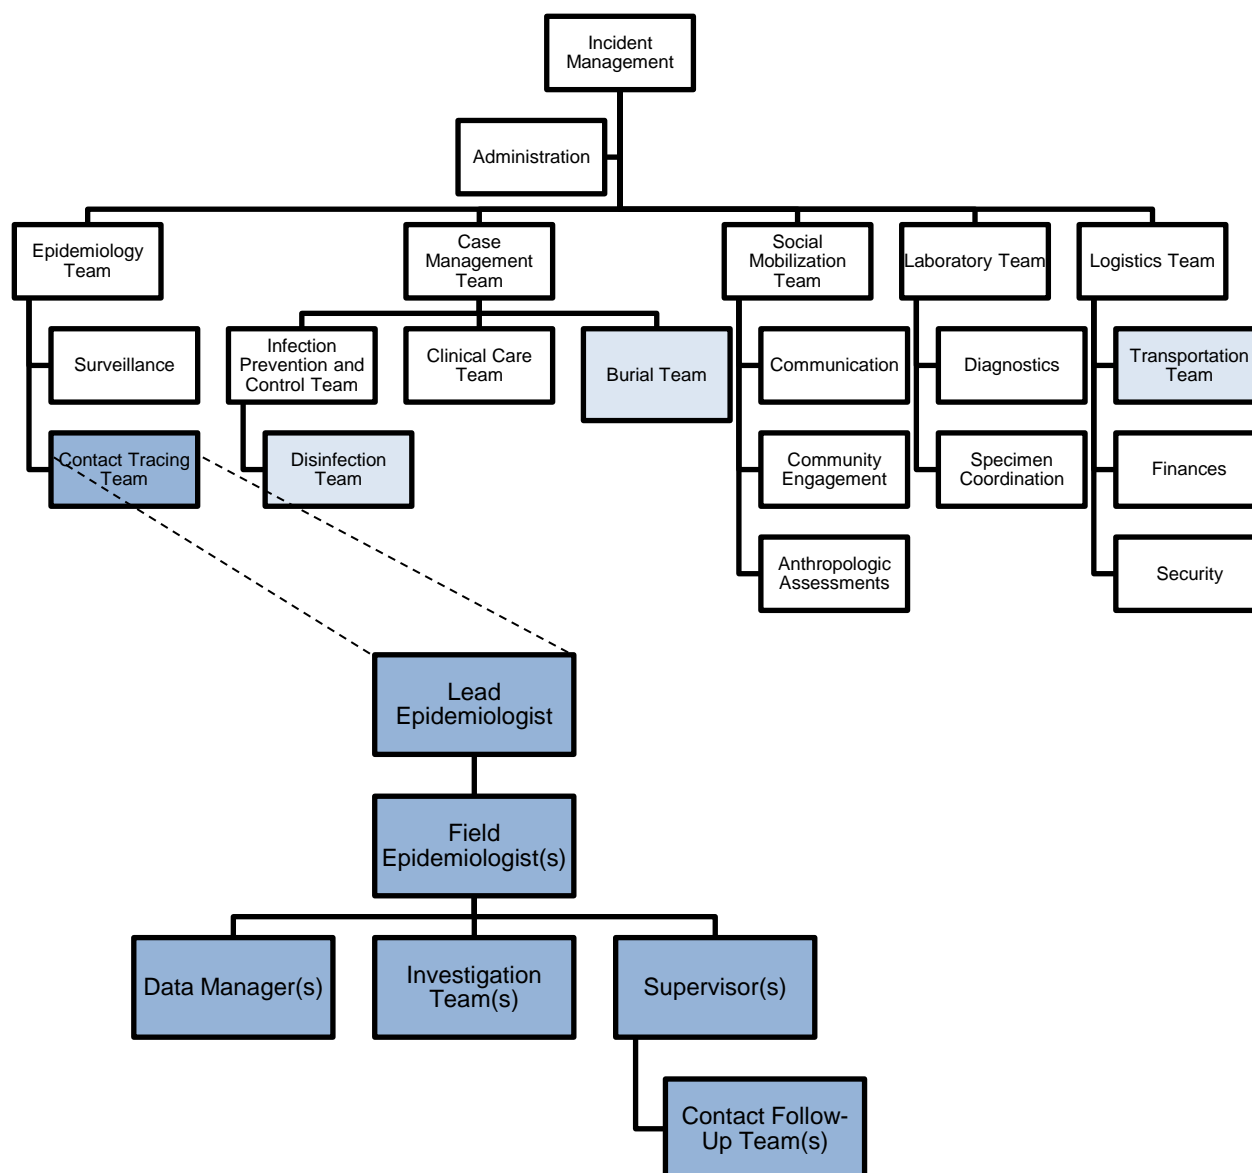 Incident
Management
Administration
Epidemiology
Team
Case
Management
Team
Social
Mobilization
Team
Laboratory Team
Logistics Team
Surveillance
Infection
Prevention and
Control Team
Clinical Care
Team
Burial Team
Communication
Diagnostics
Transportation
Team
Contact Tracing
Team
Disinfection
Team
Community
Engagement
Specimen
Coordination
Finances
Anthropologic
Assessments
Security
Lead
Epidemiologist
Field
Epidemiologist(s)
Data Manager(s)
Investigation
Team(s)
Supervisor(s)
Contact Follow-
Up Team(s)